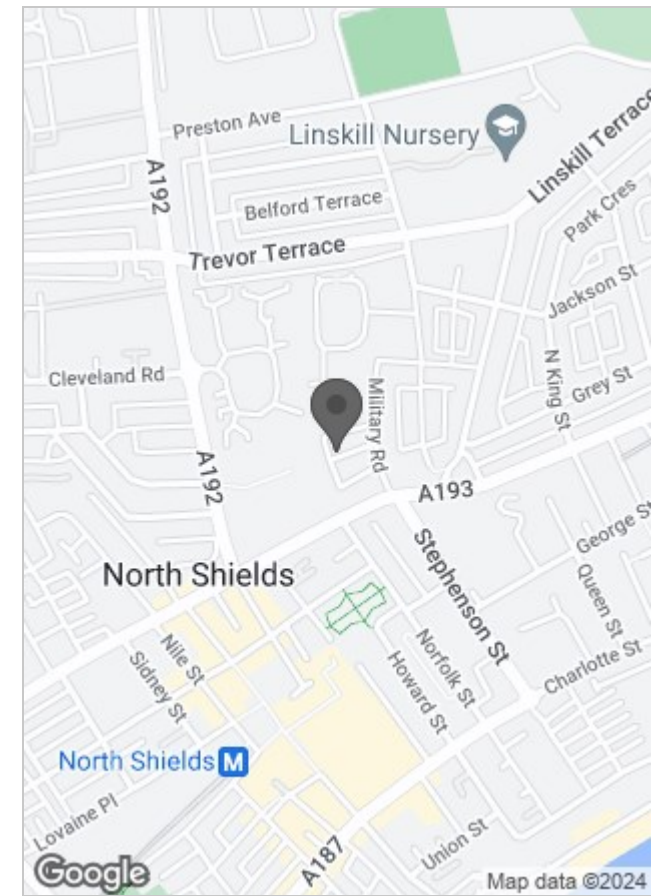 Preston Ave
Linskill Nursery
Linskill Terrace
A192
Belford Terrace
Park Cres
Trevor Terrace
Jackson St
Cleveland Rd
Military Rd
N King St
Grey St
A192
A193
George St
North Shields
Stephenson St
Queen St
Nile St
Norfolk St
Sidney St
Howard St
Charlotte St
North Shields M
Lovaine Pl
Union St
A187
Google
Map data ©2024